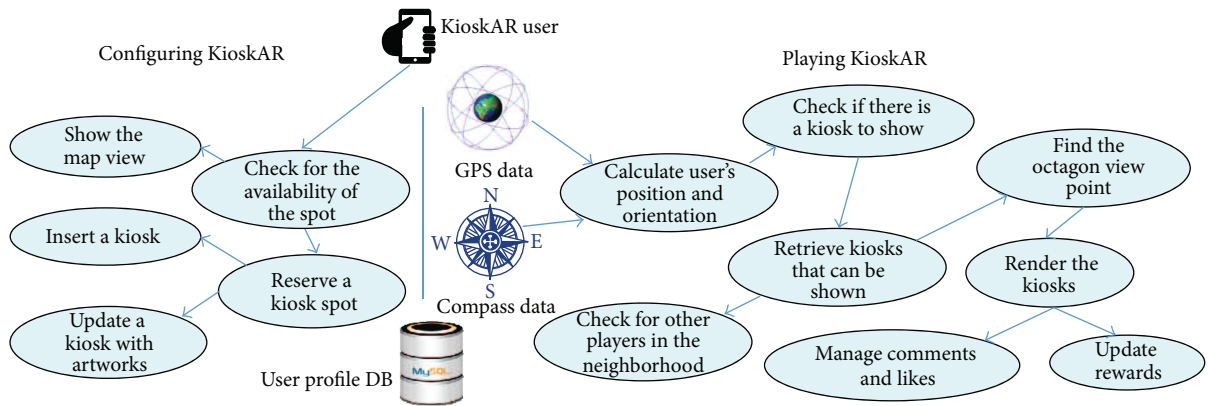 KioskAR user
Configuring KioskAR
Show the
map view
Check for the
availability of
the spot
Insert a kiosk
Reserve a
kiosk spot
Update a
kiosk with
artworks
User profile DB
MySQL
GPS data
N
W
E
S
Compass data
Playing KioskAR
Calculate user's
position and
orientation
Check if there is
a kiosk to show
Retrieve kiosks
that can be
shown
Check for other
players in the
neighborhood
Find the
octagon view
point
Render the
kiosks
Manage comments
and likes
Update
rewards